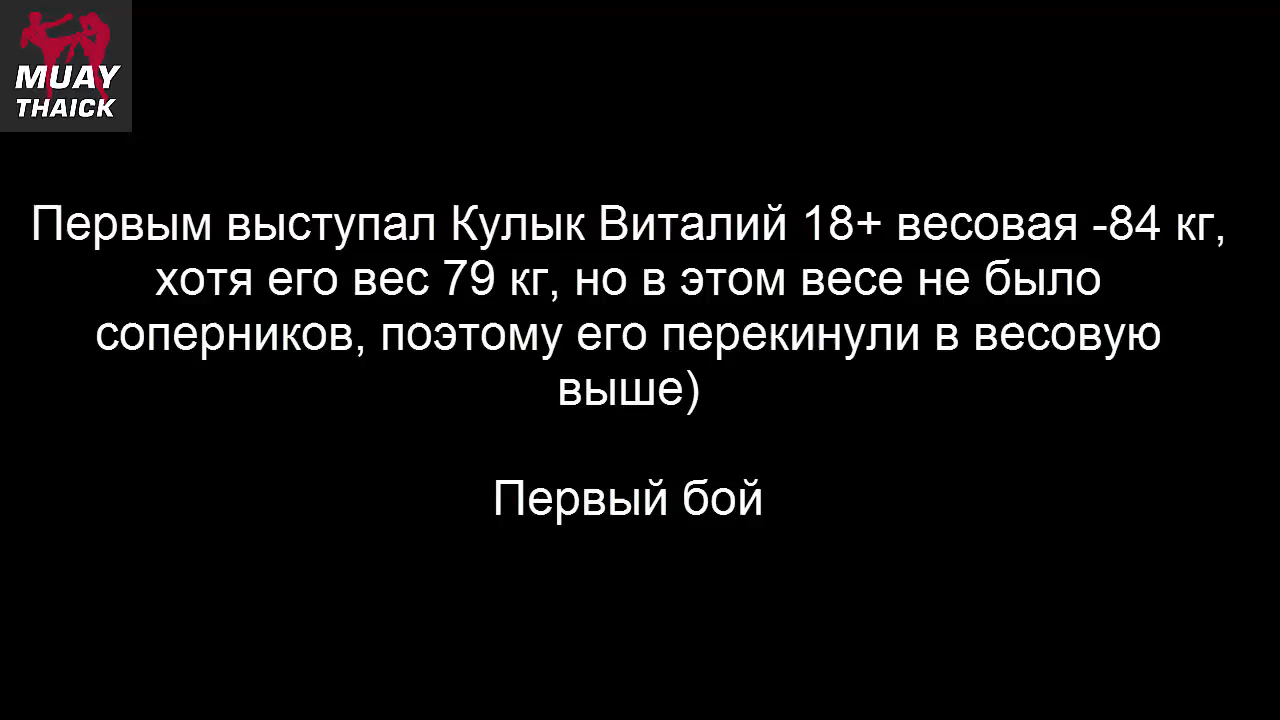 MUAY
THAICK
Первым выступал Кулык Виталий 18+ весовая -84 кг,
хотя его вес 79 кг, но в этом весе не было
соперников, поэтому его перекинули в весовую
выше)
Первый бой